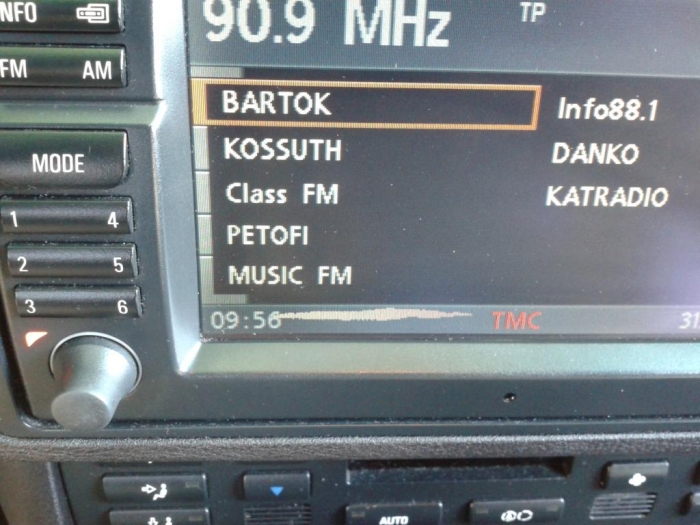 NFO
90.9 MHz TP
FM AM
BARTOK Info88.1
MODE
KOSSUTH DANKO
Class FM KATRADIO
1 4
PETOFI
2 5
MUSIC FM
3 6
09:56 TMC 31
AUTO